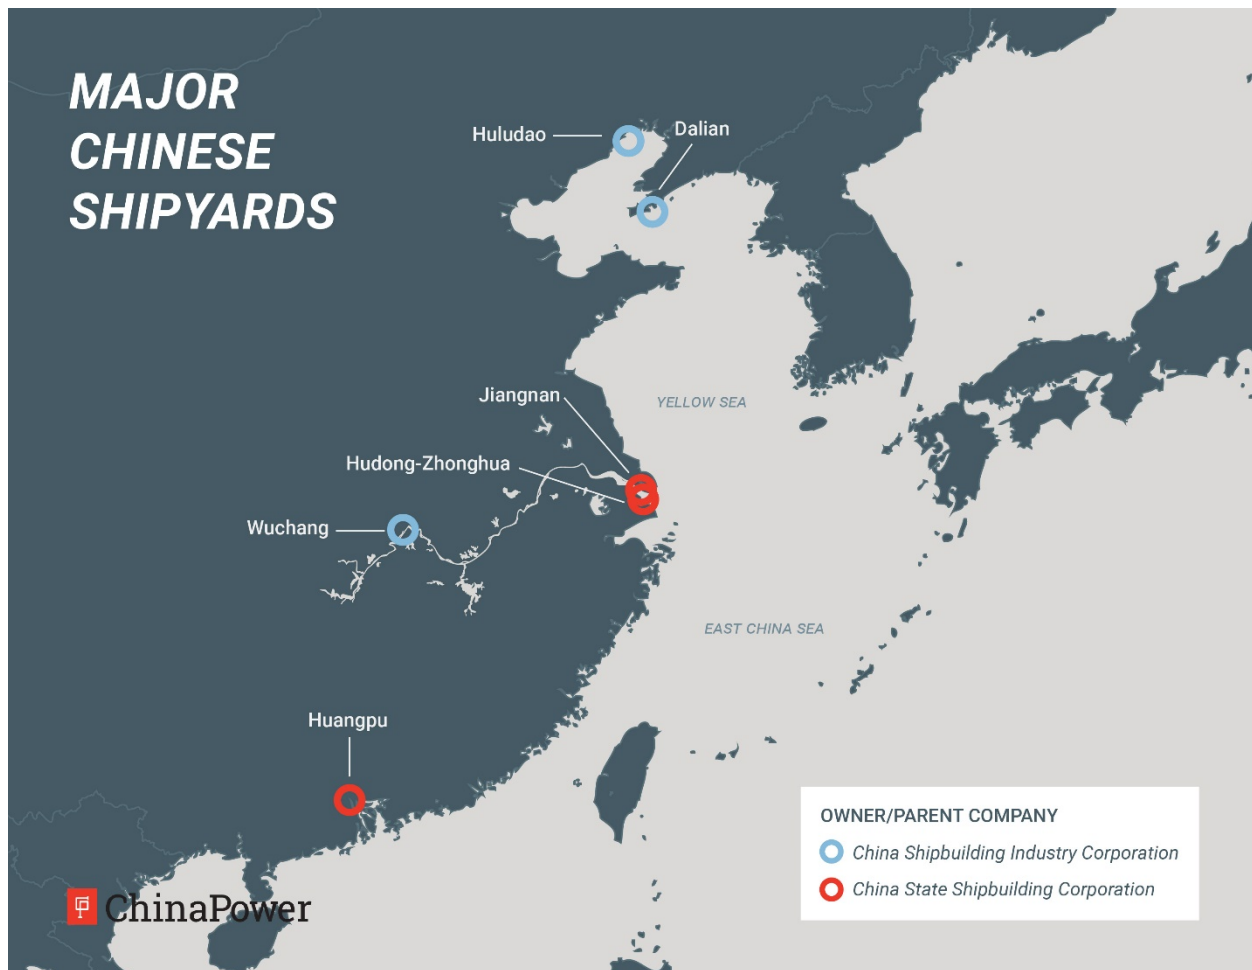 MAJOR
CHINESE
SHIPYARDS
Huludao
Dalian
Jiangnan
YELLOW SEA
Hudong-Zhonghua
Wuchang
EAST CHINA SEA
Huangpu
OWNER/PARENT COMPANY
China Shipbuilding Industry Corporation
China State Shipbuilding Corporation
ChinaPower